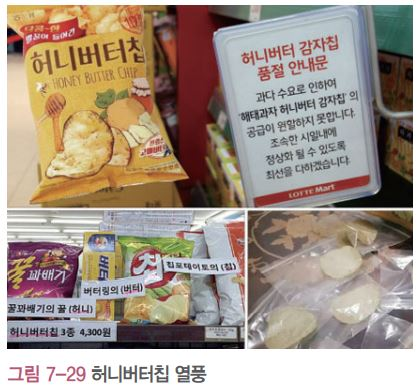 허니버터칩
HONEY BUTTER CHIP
고메버터
허니버터 감자칩
품절 안내문
과다 수요로 인하여
'해태과자 허니버터 감자칩'의
공급이 원할하지 못합니다.
조속한 시일내에
정상화 될 수 있도록
최선을 다하겠습니다.
LOTTE Mart
꿀
꽈배기
칩
칩포테이토의 (칩)
버터링의 (버터)
꿀꽈배기의 꿀 (허니)
허니버터칩 3종 4,300원
그림 7-29 허니버터칩 열풍